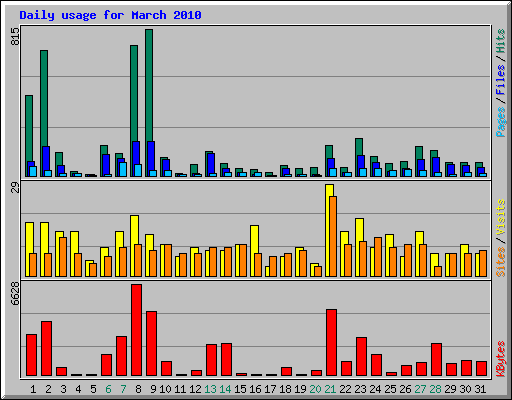 Daily usage for March 2010
815
Pages / Files / Hits
29
Sites / Visits
6628
KBytes
1 2 3 4 5 6 7 8 9 10 11 12 13 14 15 16 17 18 19 20 21 22 23 24 25 26 27 28 29 30 31